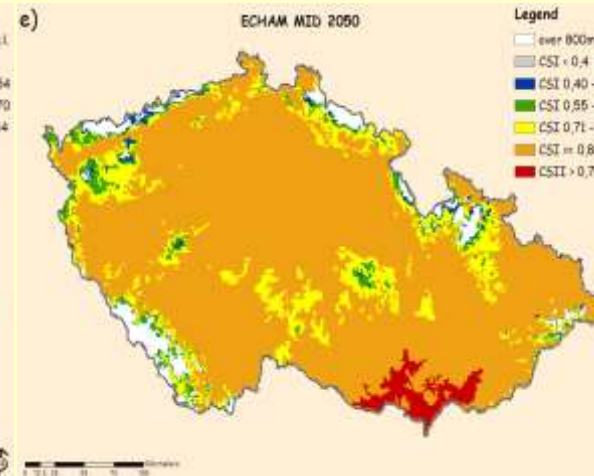 e)
ECHAM MID 2050
Legend
over 800m
CSI < 0,4
CSI 0,40 -
CSI 0,55 -
CSI 0,71 -
CSI >= 0,8
CSII > 0,7